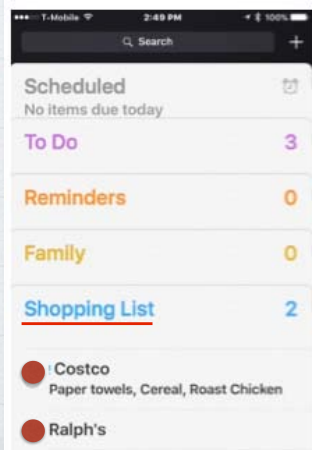 T-Mobile 2:49 PM 100%
Search +
Scheduled
No items due today
To Do 3
Reminders 0
Family 0
Shopping List 2
Costco
Paper towels, Cereal, Roast Chicken
Ralph's